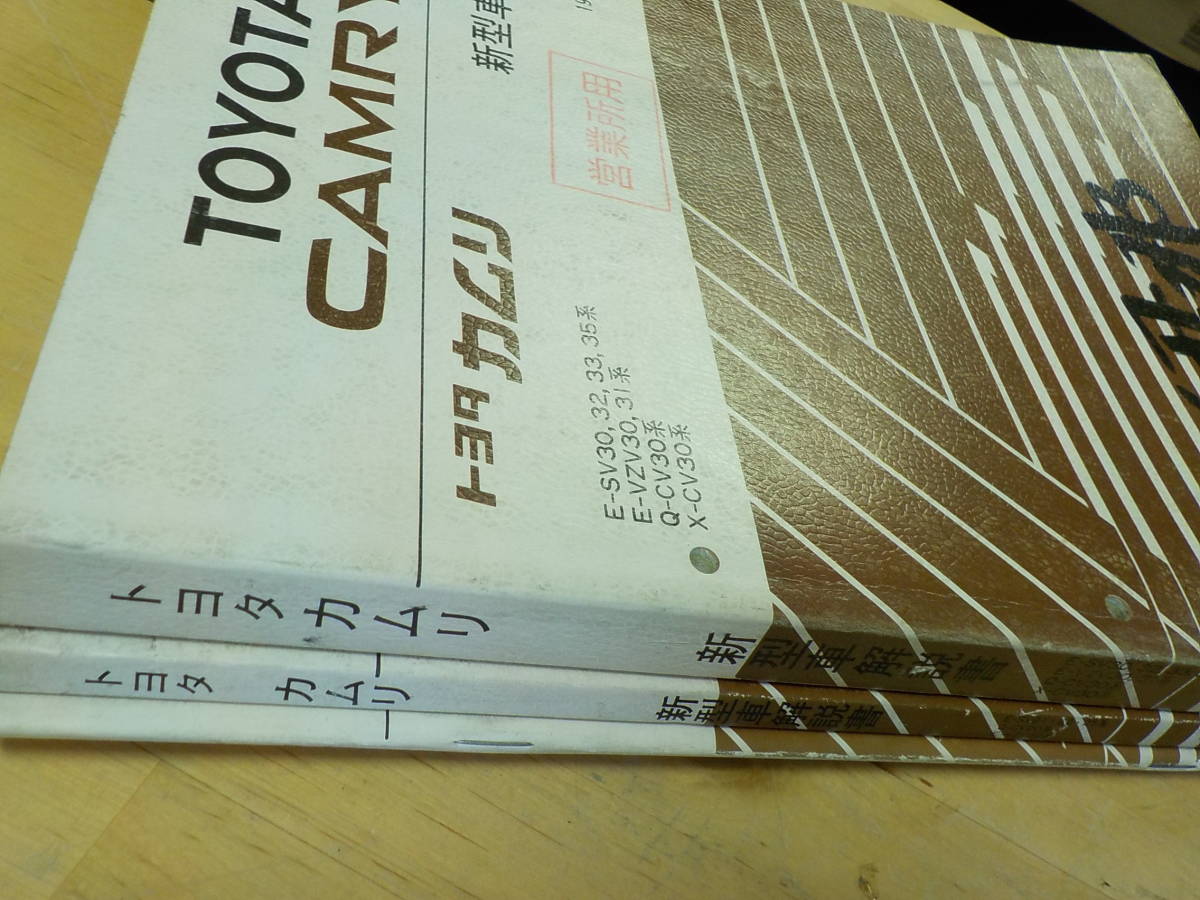 TOYOTA
CAMRY
新型車
19
営業所用
トヨタ カムリ
E-SV30, 32, 33, 35系
E-VZV30, 31系
Q-CV30系
X-CV30系
トヨタ カムリ
新型車解説書
トヨタ カムリ
新型車解説書